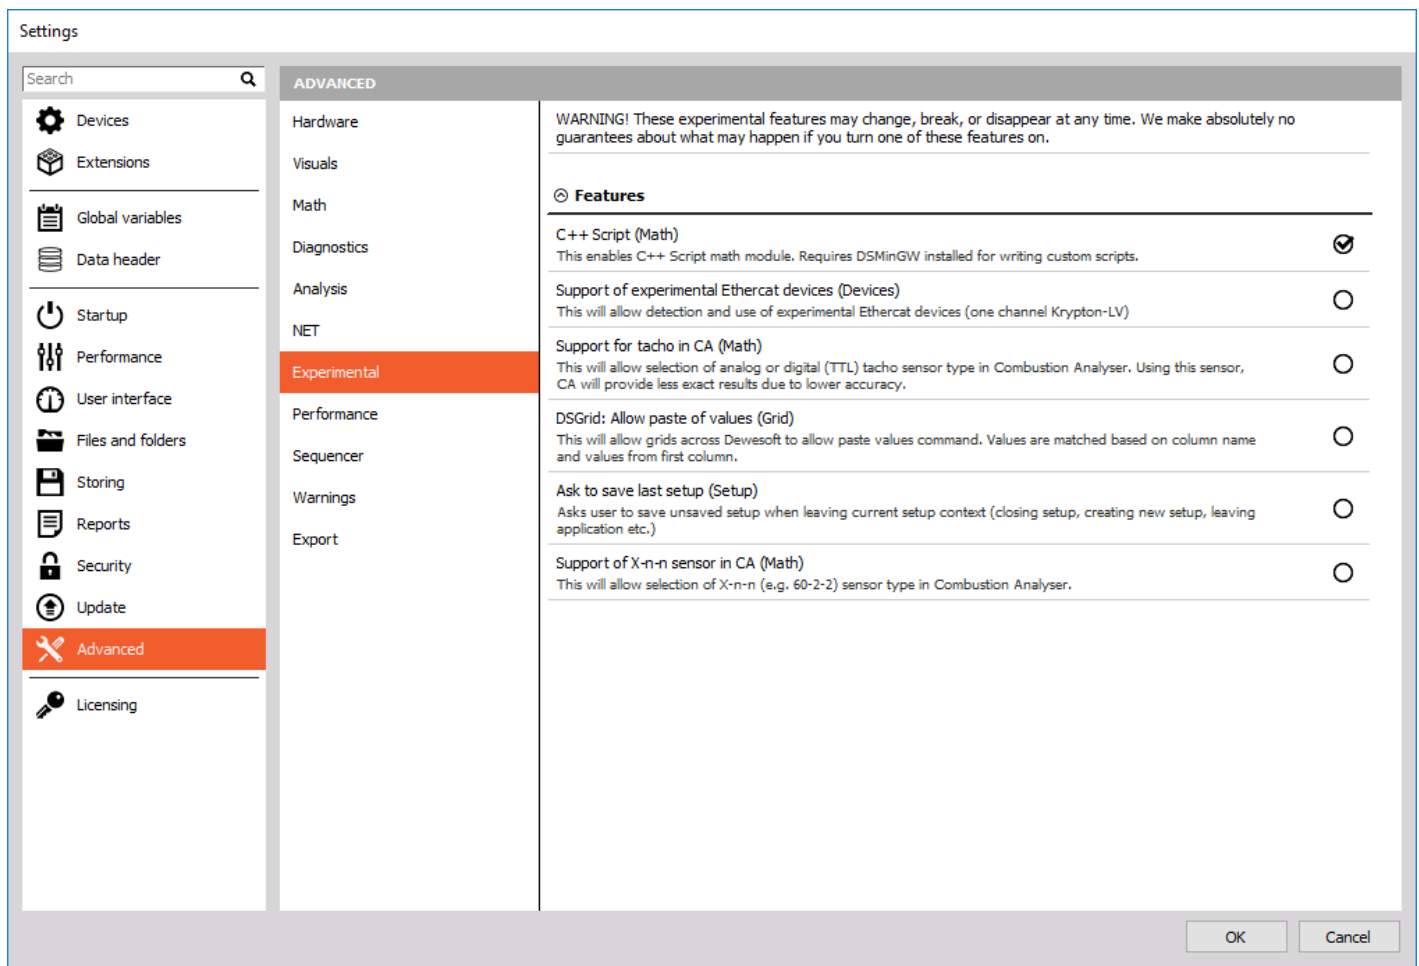 Settings
Search
Devices
Extensions
Global variables
Data header
Startup
Performance
User interface
Files and folders
Storing
Reports
Security
Update
Advanced
Licensing
ADVANCED
Hardware
Visuals
Math
Diagnostics
Analysis
NET
Experimental
Performance
Sequencer
Warnings
Export
WARNING! These experimental features may change, break, or disappear at any time. We make absolutely no
guarantees about what may happen if you turn one of these features on.
Features
C++ Script (Math)
This enables C++ Script math module. Requires DSMinGW installed for writing custom scripts.
Support of experimental Ethercat devices (Devices)
This will allow detection and use of experimental Ethercat devices (one channel Krypton-LV)
Support for tacho in CA (Math)
This will allow selection of analog or digital (TTL) tacho sensor type in Combustion Analyser. Using this sensor,
CA will provide less exact results due to lower accuracy.
DSGrid: Allow paste of values (Grid)
This will allow grids across Dewesoft to allow paste values command. Values are matched based on column name
and values from first column.
Ask to save last setup (Setup)
Asks user to save unsaved setup when leaving current setup context (closing setup, creating new setup, leaving
application etc.)
Support of X-n-n sensor in CA (Math)
This will allow selection of X-n-n (e.g. 60-2-2) sensor type in Combustion Analyser.
OK
Cancel